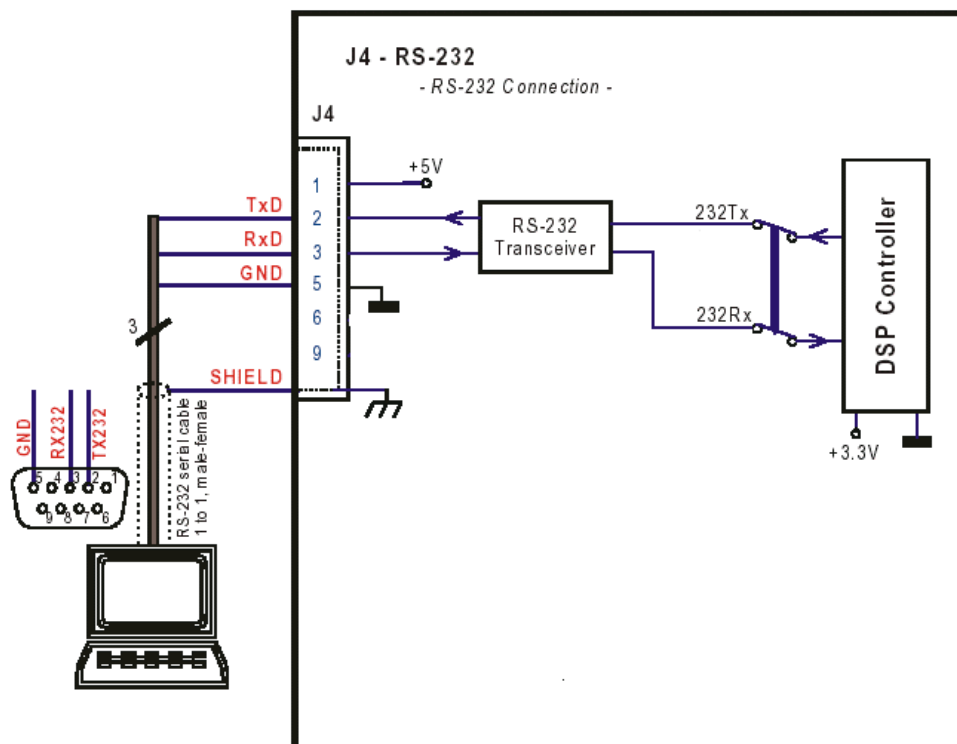 J4 - RS-232
- RS-232 Connection -
J4
+5V
1
2
3
5
6
9
TxD
RxD
GND
SHIELD
3
RS-232
Transceiver
232Tx
232Rx
DSP Controller
+3.3V
RS-232 serial cable
1 to 1, male-female
GND
RX232
TX232
5 4 3 2 1
9 8 7 6